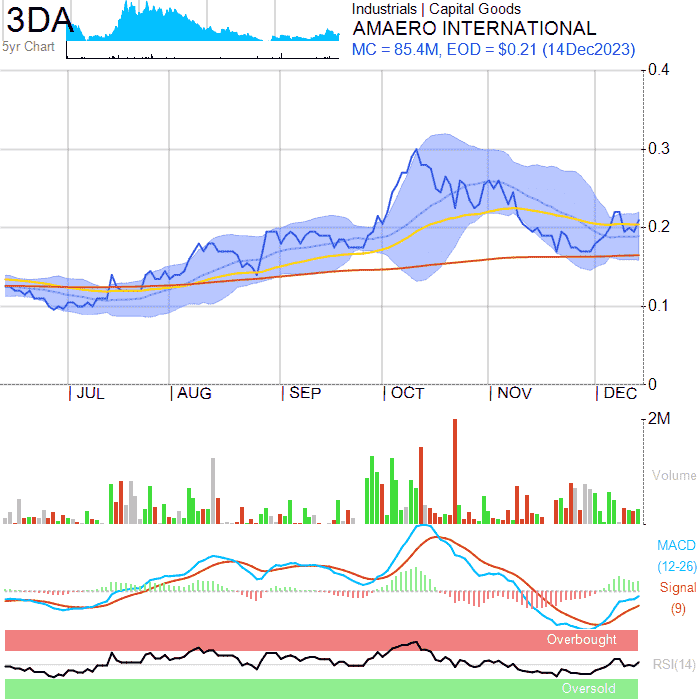 3DA
5yr Chart
Industrials | Capital Goods
AMAERO INTERNATIONAL
MC = 85.4M, EOD = $0.21 (14Dec2023)
0.4
0.3
0.2
0.1
0
JUL
AUG
SEP
OCT
NOV
DEC
2M
Volume
MACD
(12-26)
Signal
(9)
Overbought
RSI(14)
Oversold